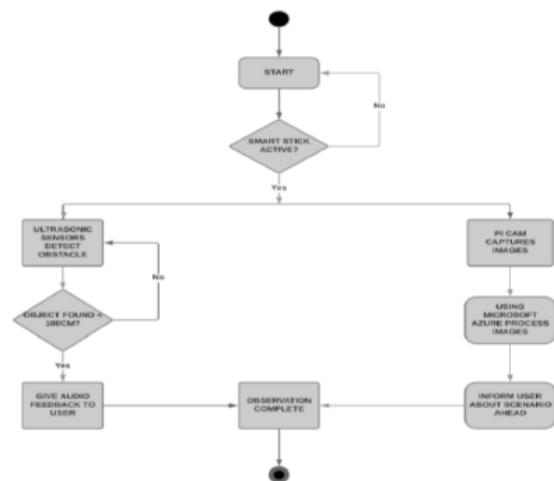 START
No
SMART STICK
ACTIVE?
Yes
ULTRASONIC
SENSORS
DETECT
OBSTACLE
No
OBJECT FOUND <
100CM?
Yes
GIVE AUDIO
FEEDBACK TO
USER
OBSERVATION
COMPLETE
PI CAM
CAPTURES
IMAGES
USING
MICROSOFT
AZURE PROCESS
IMAGES
INFORM USER
ABOUT SCENARIO
AHEAD